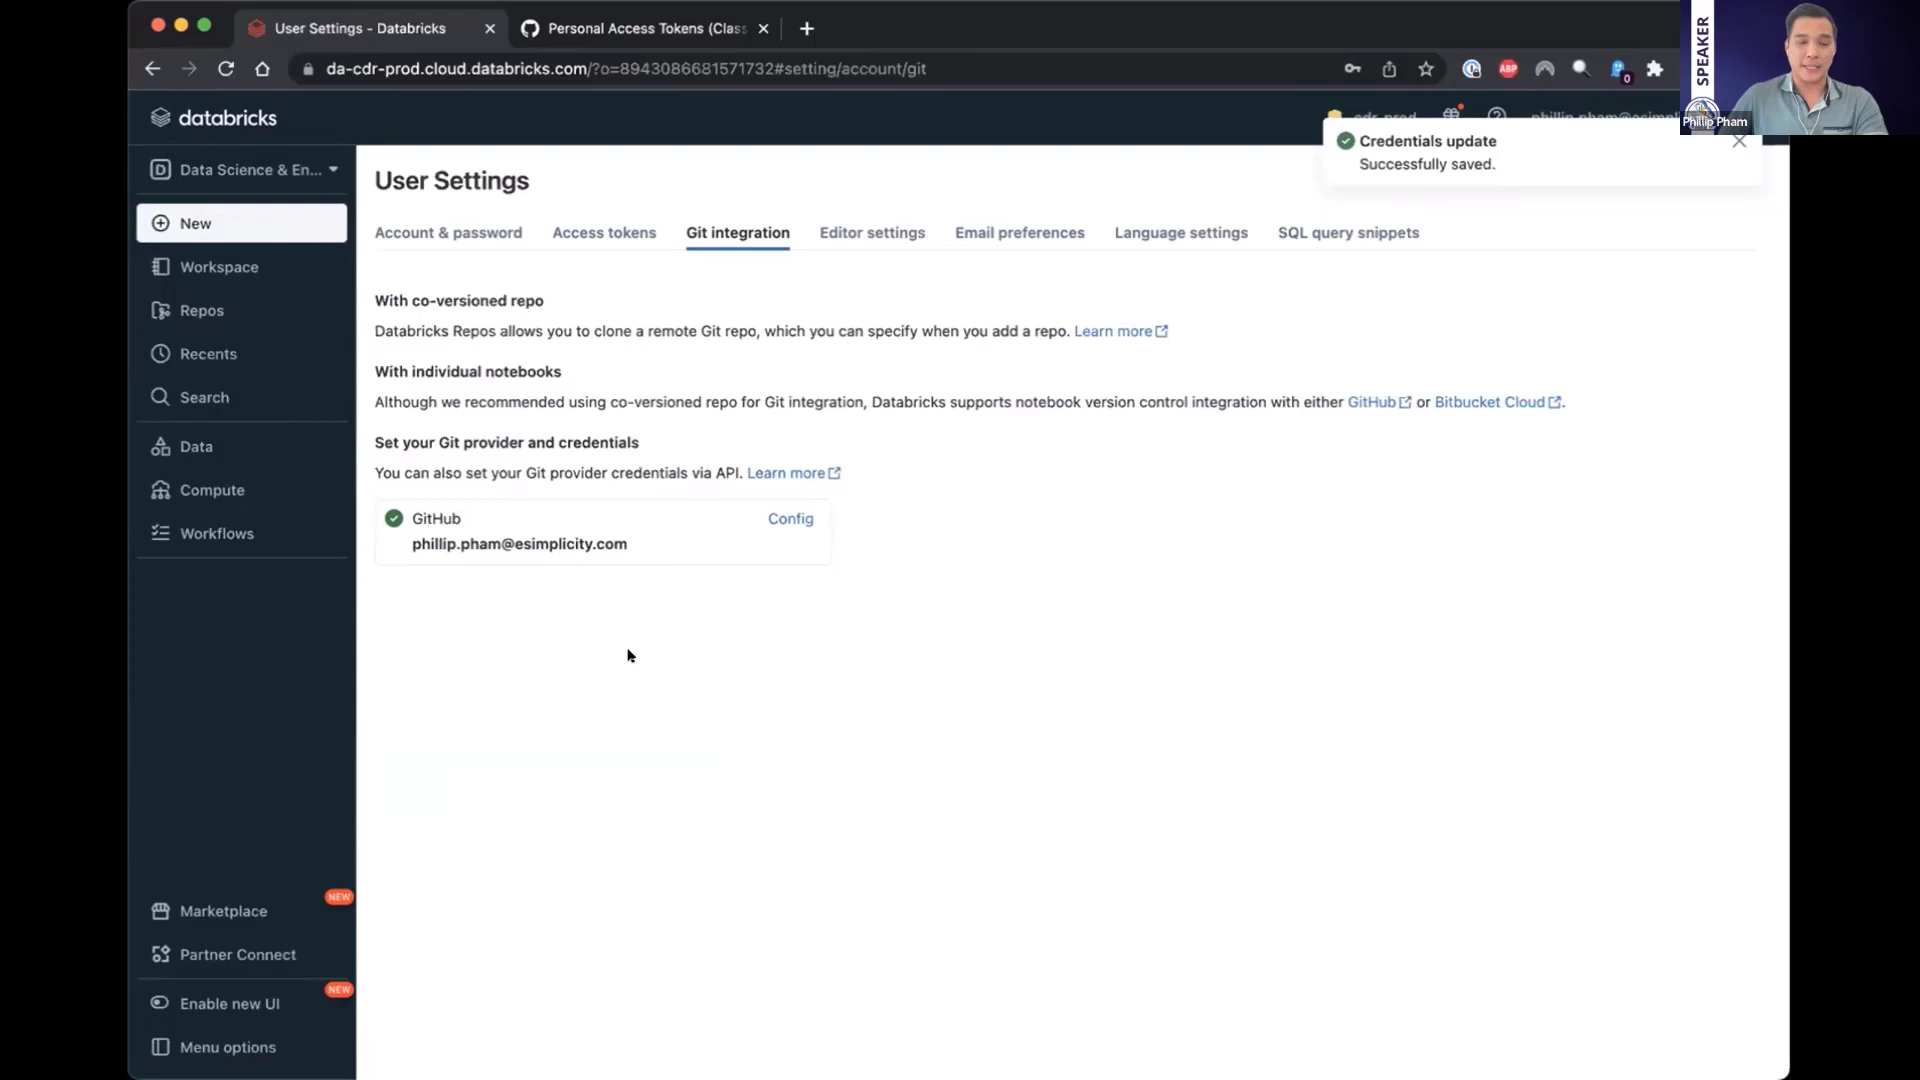 User Settings - Databricks
Personal Access Tokens (Class
da-cdr-prod.cloud.databricks.com/?o=8943086681571732#setting/account/git
ABP
0
SPEAKER
Phillip Pham
databricks
cdr-prod
phillip.pham@esimpli
Credentials update
Successfully saved.
D Data Science & En...
New
Workspace
Repos
Recents
Search
Data
Compute
Workflows
NEW
Marketplace
Partner Connect
NEW
Enable new UI
Menu options
User Settings
Account & password
Access tokens
Git integration
Editor settings
Email preferences
Language settings
SQL query snippets
With co-versioned repo
Databricks Repos allows you to clone a remote Git repo, which you can specify when you add a repo. Learn more
With individual notebooks
Although we recommended using co-versioned repo for Git integration, Databricks supports notebook version control integration with either GitHub or Bitbucket Cloud.
Set your Git provider and credentials
You can also set your Git provider credentials via API. Learn more
GitHub
Config
phillip.pham@esimplicity.com